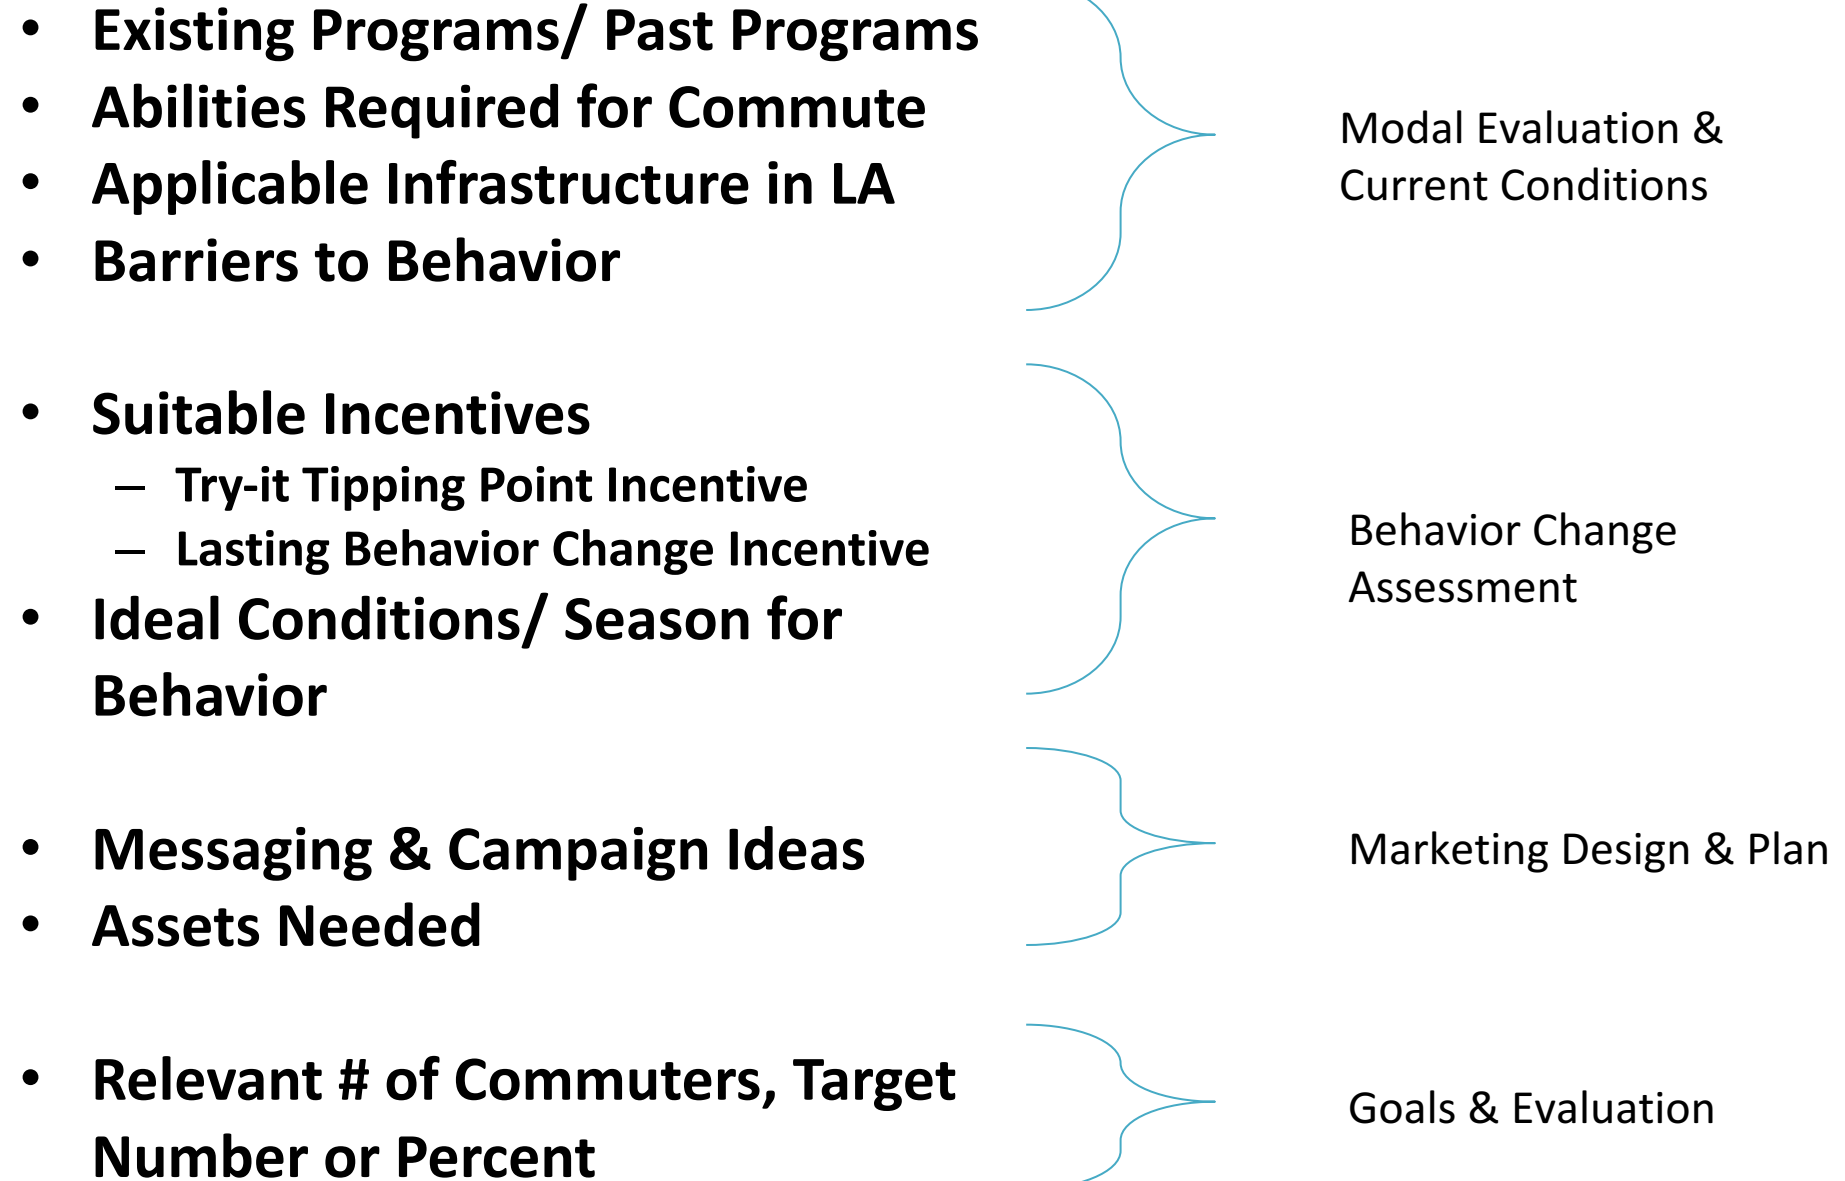 • Existing Programs/ Past Programs
• Abilities Required for Commute
• Applicable Infrastructure in LA
• Barriers to Behavior
Modal Evaluation &
Current Conditions
• Suitable Incentives
– Try-it Tipping Point Incentive
– Lasting Behavior Change Incentive
• Ideal Conditions/ Season for
Behavior
Behavior Change
Assessment
• Messaging & Campaign Ideas
• Assets Needed
Marketing Design & Plan
• Relevant # of Commuters, Target
Number or Percent
Goals & Evaluation